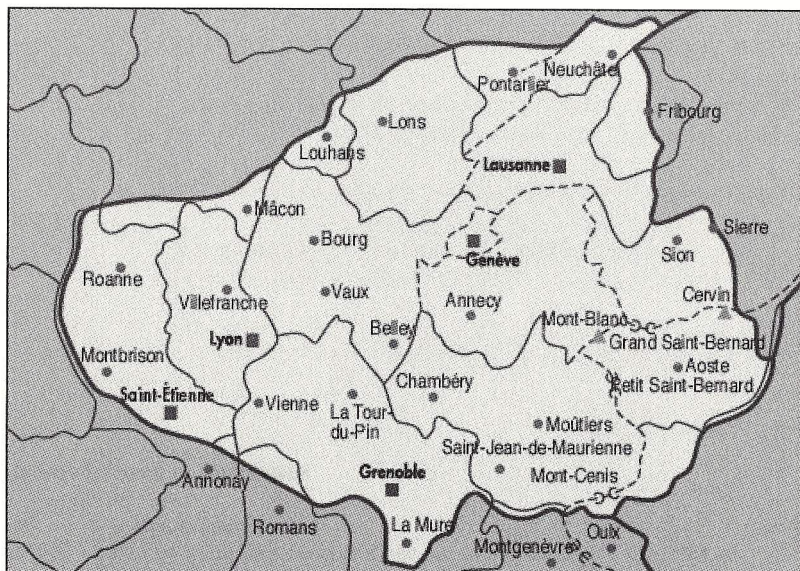 Neuchâtel
Pontarlier
Fribourg
Lons
Louhans
Lausanne
Mâcon
Sierre
Bourg
Genève
Sion
Roanne
Villefranche
Vaux
Annecy
Cervin
Mont-Blanc
Lyon
Belley
Grand Saint-Bernard
Montbrison
Aoste
Saint-Étienne
Chambéry
Petit Saint-Bernard
Vienne
La Tour-
du-Pin
Moûtiers
Saint-Jean-de-Maurienne
Annonay
Grenoble
Mont-Cenis
Romans
La Mure
Oulx
Montgenèvre